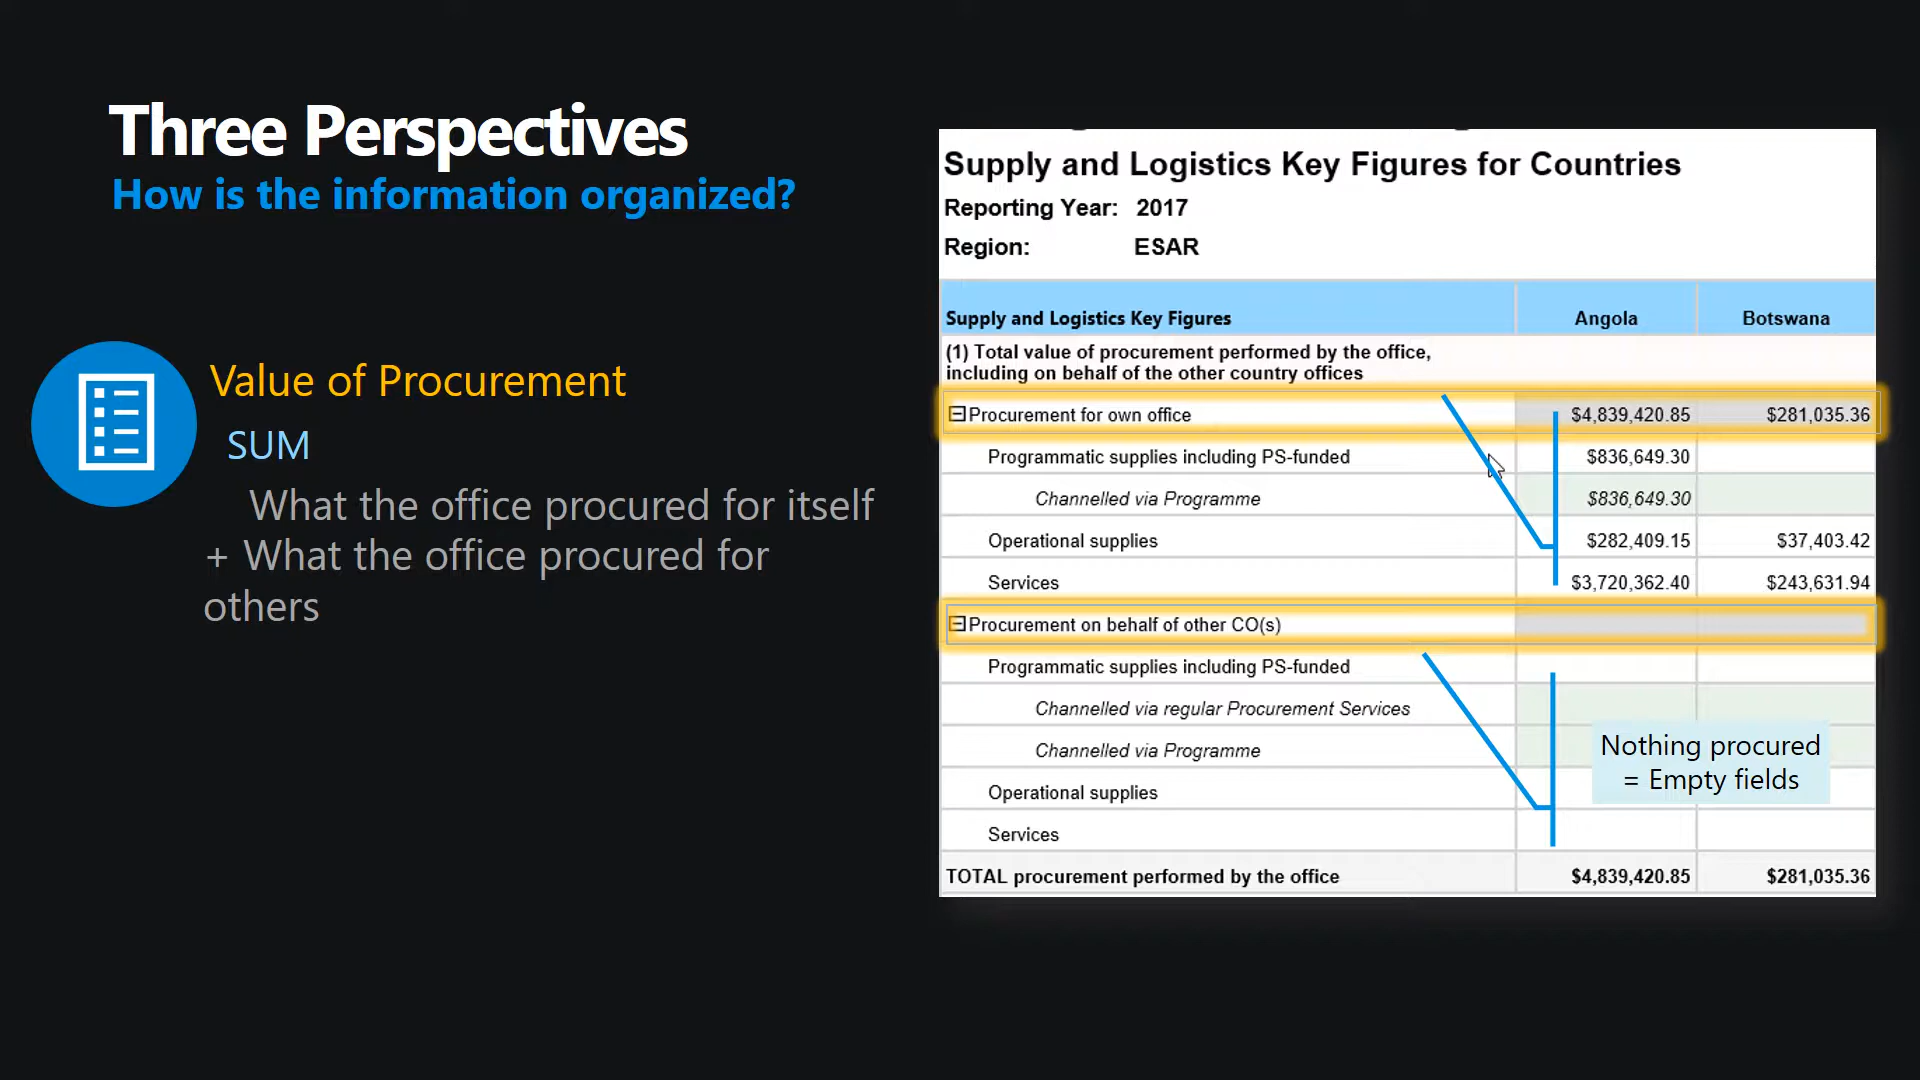 Three Perspectives
How is the information organized?
Value of Procurement
SUM
What the office procured for itself
+ What the office procured for
others
Supply and Logistics Key Figures for Countries
Reporting Year: 2017
Region: ESAR
Supply and Logistics Key Figures Angola Botswana
(1) Total value of procurement performed by the office,
including on behalf of the other country offices
Procurement for own office $4,839,420.85 $281,035.36
Programmatic supplies including PS-funded $836,649.30
Channelled via Programme $836,649.30
Operational supplies $282,409.15 $37,403.42
Services $3,720,362.40 $243,631.94
Procurement on behalf of other CO(s)
Programmatic supplies including PS-funded
Channelled via regular Procurement Services
Channelled via Programme
Nothing procured
= Empty fields
Operational supplies
Services
TOTAL procurement performed by the office $4,839,420.85 $281,035.36